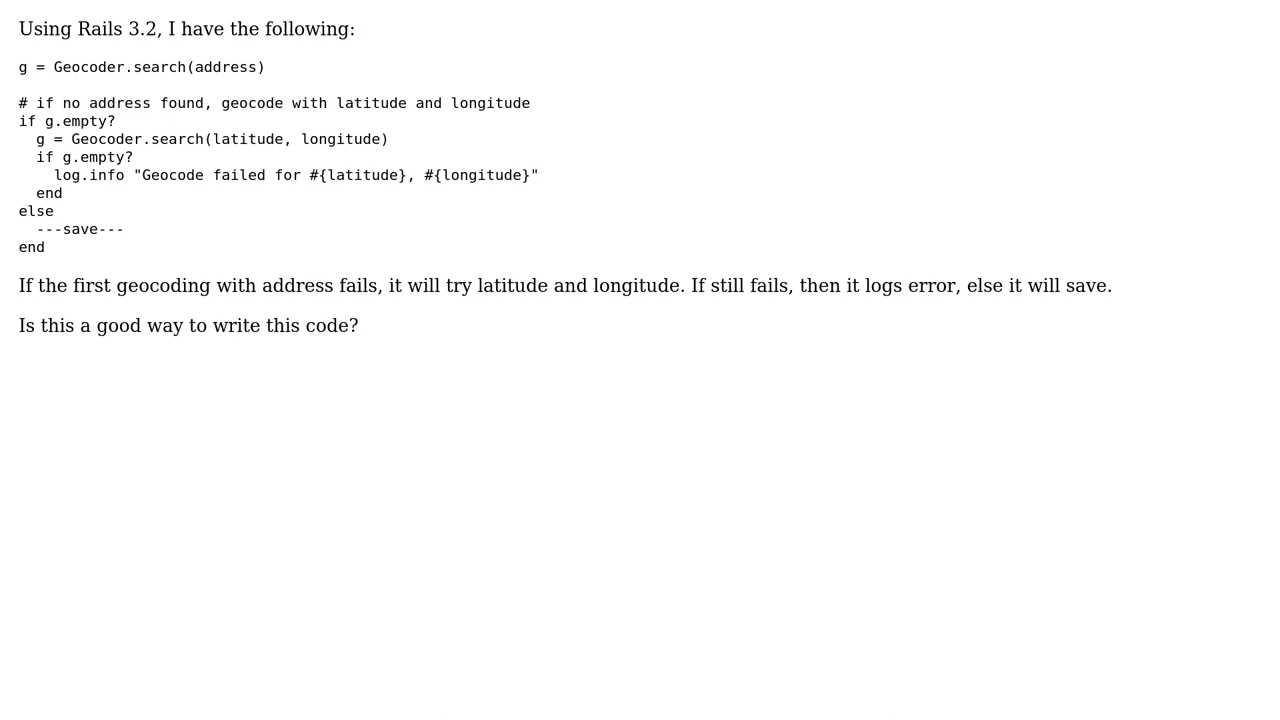 Using Rails 3.2, I have the following:
g = Geocoder.search(address)
# if no address found, geocode with latitude and longitude
if g.empty?
  g = Geocoder.search(latitude, longitude)
  if g.empty?
    log.info "Geocode failed for #{latitude}, #{longitude}"
  end
else
  ---save---
end
If the first geocoding with address fails, it will try latitude and longitude. If still fails, then it logs error, else it will save.
Is this a good way to write this code?